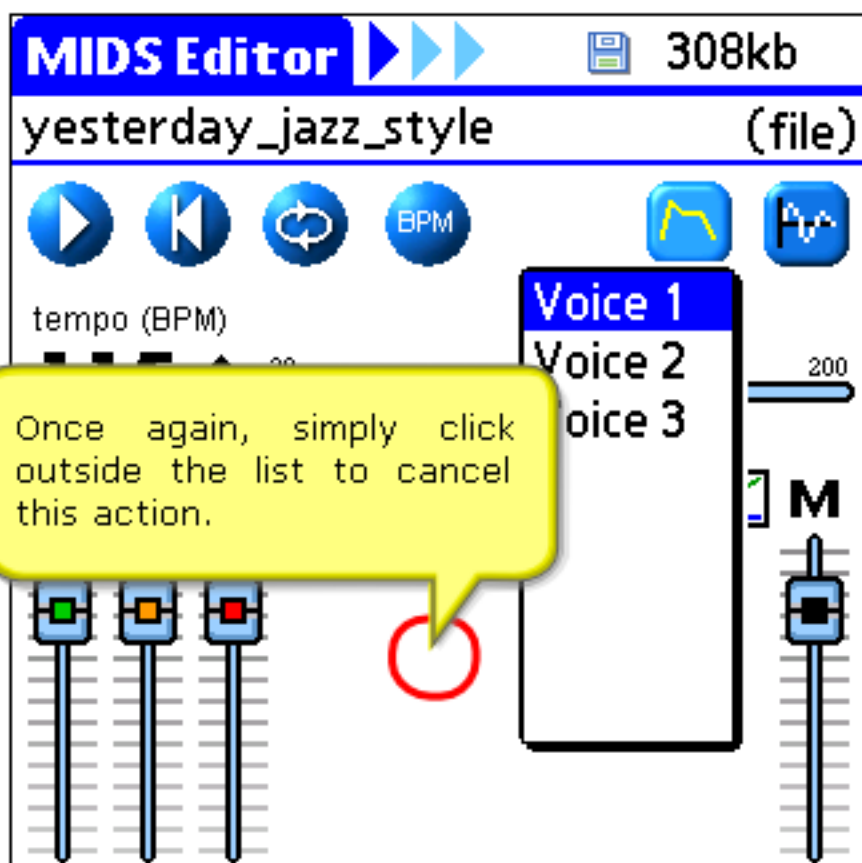 MIDS Editor 308kb
yesterday_jazz_style (file)
BPM
tempo (BPM)
Voice 1
Voice 2
Voice 3
200
Once again, simply click
outside the list to cancel
this action.
M